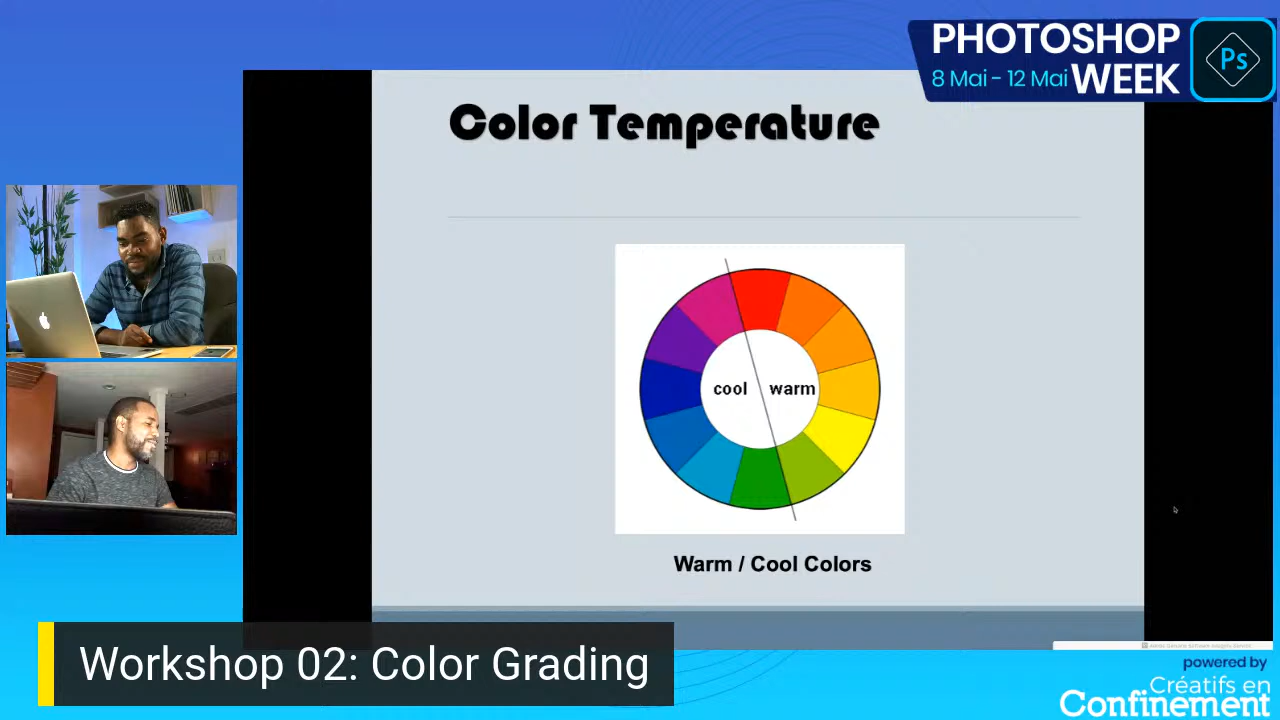 PHOTOSHOP
8 Mai - 12 Mai WEEK
Ps
Color Temperature
cool warm
Warm / Cool Colors
Workshop 02: Color Grading
powered by
Créatifs en
Confinement